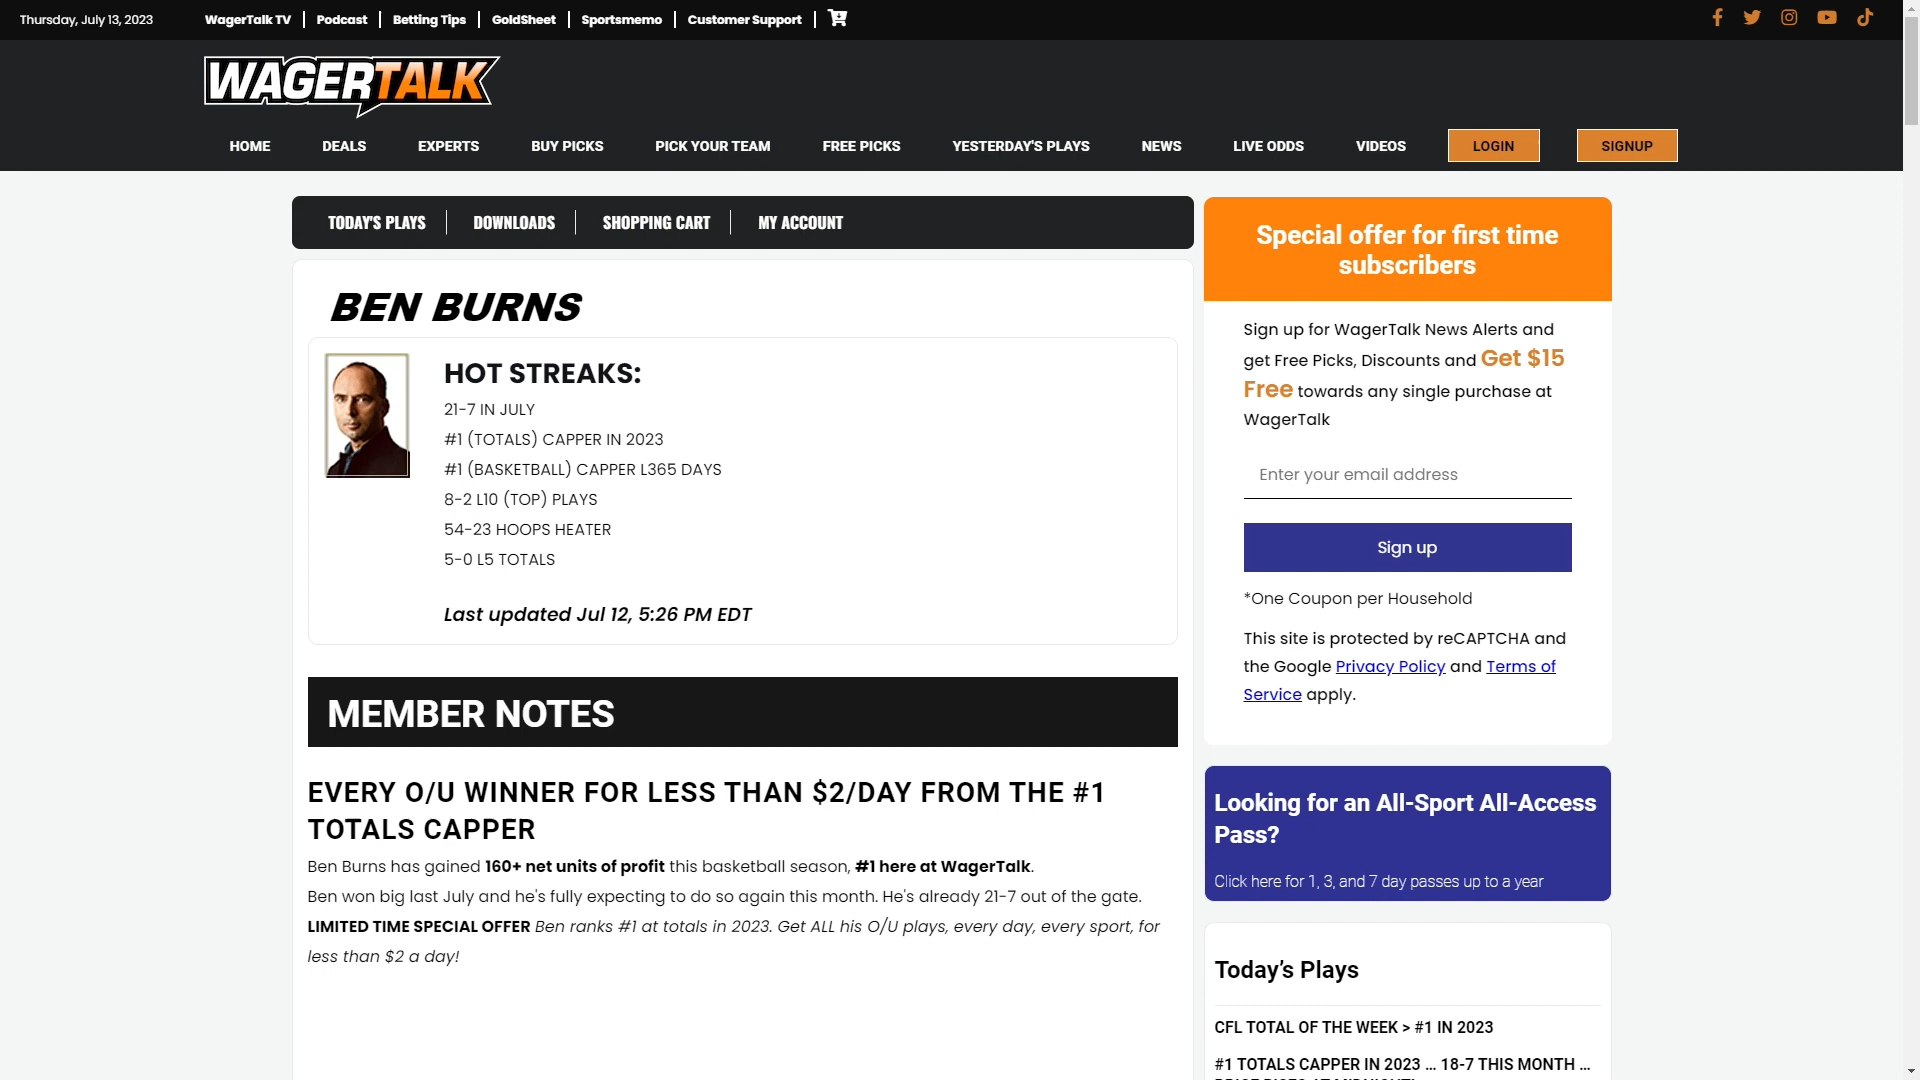 Thursday, July 13, 2023
WagerTalk TV
Podcast
Betting Tips
GoldSheet
Sportsmemo
Customer Support
WAGERTALK
HOME
DEALS
EXPERTS
BUY PICKS
PICK YOUR TEAM
FREE PICKS
YESTERDAY'S PLAYS
NEWS
LIVE ODDS
VIDEOS
LOGIN
SIGNUP
TODAY'S PLAYS
DOWNLOADS
SHOPPING CART
MY ACCOUNT
BEN BURNS
HOT STREAKS:
21-7 IN JULY
#1 (TOTALS) CAPPER IN 2023
#1 (BASKETBALL) CAPPER L365 DAYS
8-2 L10 (TOP) PLAYS
54-23 HOOPS HEATER
5-0 L5 TOTALS
Last updated Jul 12, 5:26 PM EDT
MEMBER NOTES
EVERY O/U WINNER FOR LESS THAN $2/DAY FROM THE #1
TOTALS CAPPER
Ben Burns has gained 160+ net units of profit this basketball season, #1 here at WagerTalk.
Ben won big last July and he's fully expecting to do so again this month. He's already 21-7 out of the gate.
LIMITED TIME SPECIAL OFFER Ben ranks #1 at totals in 2023. Get ALL his O/U plays, every day, every sport, for
less than $2 a day!
Special offer for first time
subscribers
Sign up for WagerTalk News Alerts and
get Free Picks, Discounts and Get $15
Free towards any single purchase at
WagerTalk
Enter your email address
Sign up
*One Coupon per Household
This site is protected by reCAPTCHA and
the Google Privacy Policy and Terms of
Service apply.
Looking for an All-Sport All-Access
Pass?
Click here for 1, 3, and 7 day passes up to a year
Today's Plays
CFL TOTAL OF THE WEEK > #1 IN 2023
#1 TOTALS CAPPER IN 2023 ... 18-7 THIS MONTH ...